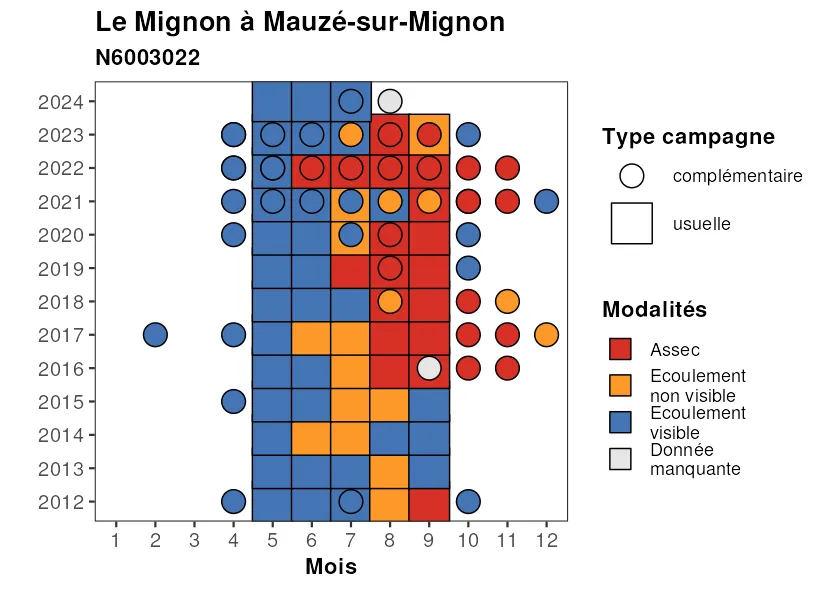 Le Mignon à Mauzé-sur-Mignon
N6003022
2024
2023
2022
2021
2020
2019
2018
2017
2016
2015
2014
2013
2012
1 2 3 4 5 6 7 8 9 10 11 12
Mois
Type campagne
complémentaire
usuelle
Modalités
Assec
Ecoulement
non visible
Ecoulement
visible
Donnée
manquante